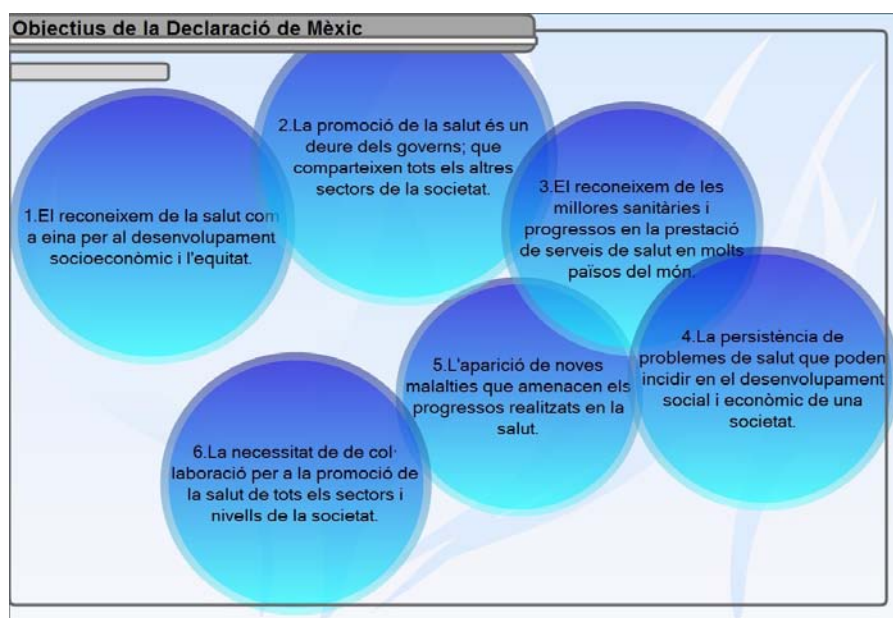 Objectius de la Declaració de Mèxic
1.El reconeixem de la salut com
a eina per al desenvolupament
socioeconòmic i l'equitat.
2.La promoció de la salut és un
deure dels governs; que
comparteixen tots els altres
sectors de la societat.
3.El reconeixem de les
millores sanitàries i
progressos en la prestació
de serveis de salut en molts
països del món.
4.La persistència de
problemes de salut que poden
incidir en el desenvolupament
social i econòmic de una
societat.
5.L'aparició de noves
malalties que amenacen els
progressos realitzats en la
salut.
6.La necessitat de de col·
laboració per a la promoció de
la salut de tots els sectors i
nivells de la societat.